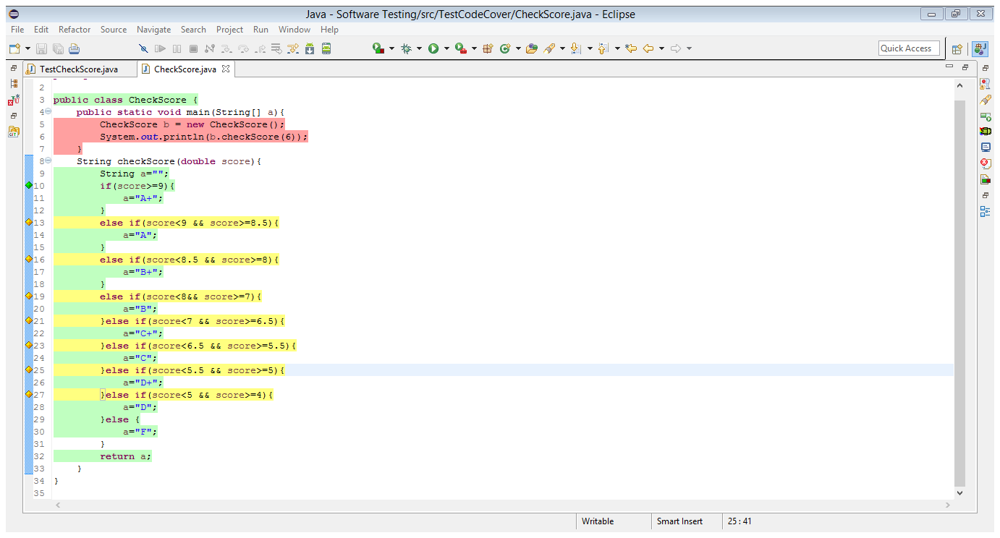 Java - Software Testing/src/TestCodeCover/CheckScore.java - Eclipse
File Edit Refactor Source Navigate Search Project Run Window Help
Quick Access
TestCheckScore.java CheckScore.java
2
3 public class CheckScore {
4 public static void main(String[] a){
5 CheckScore b = new CheckScore();
6 System.out.println(b.checkScore(6));
7 }
8 String checkScore(double score){
9 String a="";
10 if(score>=9){
11 a="A+";
12 }
13 else if(score<9 && score>=8.5){
14 a="A";
15 }
16 else if(score<8.5 && score>=8){
17 a="B+";
18 }
19 else if(score<8&& score>=7){
20 a="B";
21 }else if(score<7 && score>=6.5){
22 a="C+";
23 }else if(score<6.5 && score>=5.5){
24 a="C";
25 }else if(score<5.5 && score>=5){
26 a="D+";
27 }else if(score<5 && score>=4){
28 a="D";
29 }else {
30 a="F";
31 }
32 return a;
33 }
34 }
35
Writable Smart Insert 25 : 41